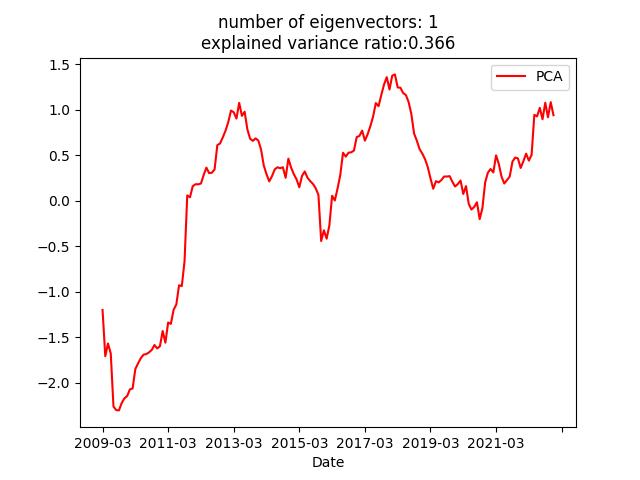 number of eigenvectors: 1
explained variance ratio:0.366
PCA
1.5
1.0
0.5
0.0
−0.5
−1.0
−1.5
−2.0
2009-03 2011-03 2013-03 2015-03 2017-03 2019-03 2021-03
Date